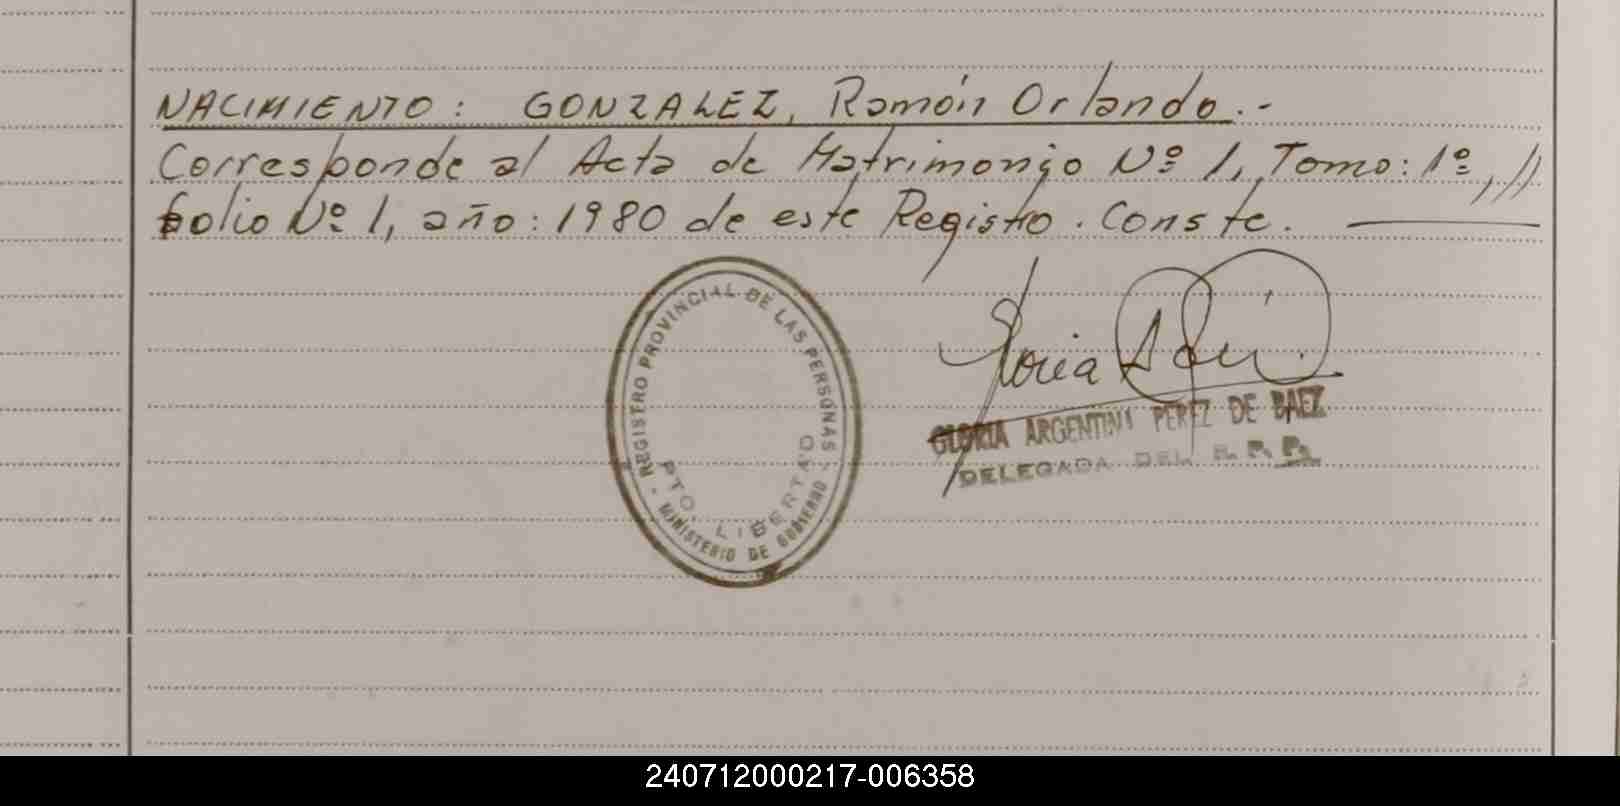 NACIMIENTO: GONZALEZ, Ramón Orlando.-
Corresponde al Acta de Matrimonio Nº 1, Tomo: 1º, //
folio Nº 1, año: 1980 de este Registro. Conste. ———
REGISTRO PROVINCIAL DE LAS PERSONAS
- MINISTERIO DE GOBIERNO -
PTO. LIBERTAD
GLORIA ARGENTINA PEREZ DE BAEZ
DELEGADA DEL R. P. P.
240712000217-006358